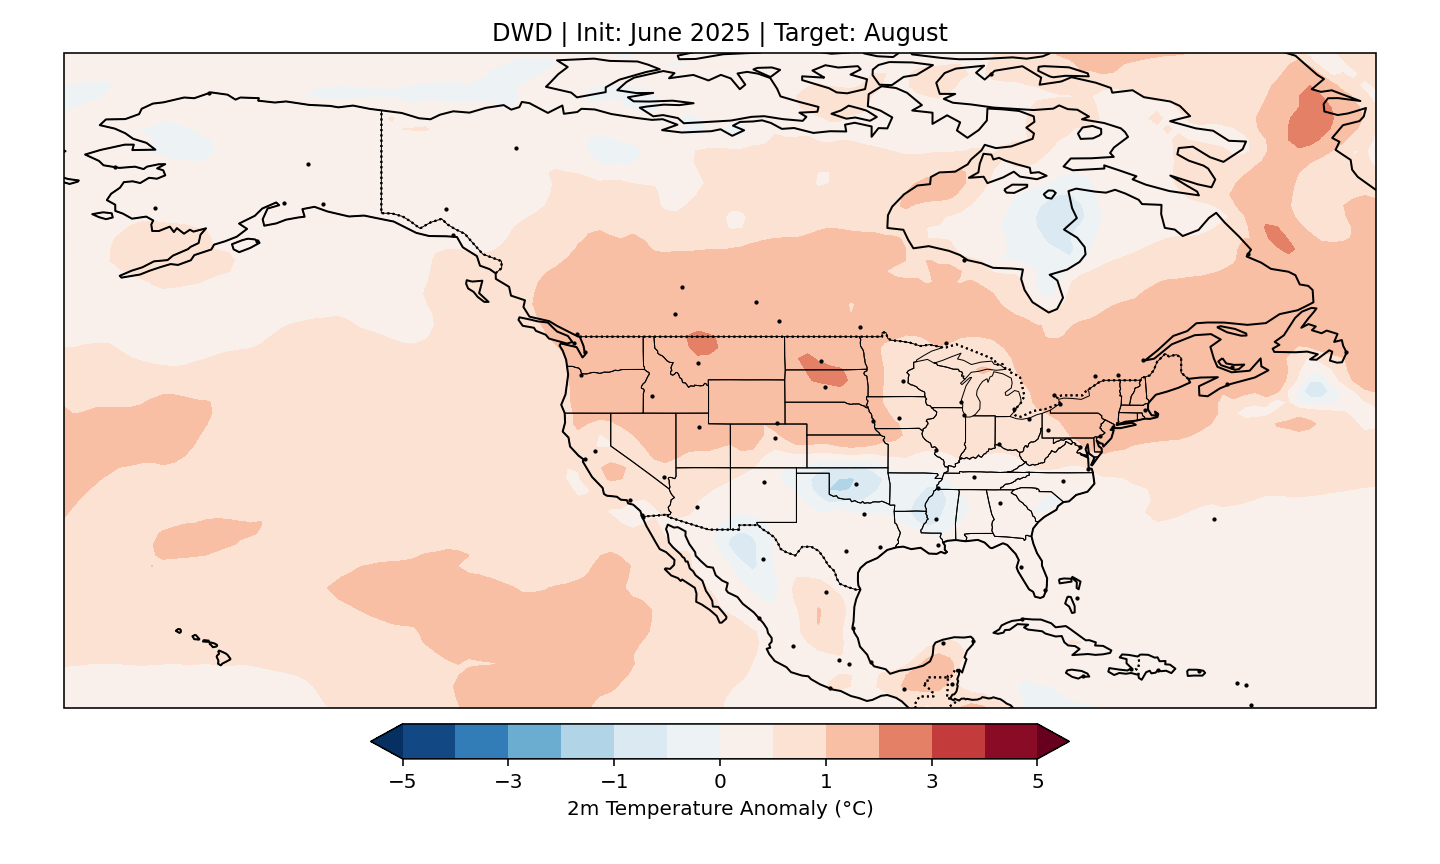 DWD | Init: June 2025 | Target: August
−5 −3 −1 0 1 3 5
2m Temperature Anomaly (°C)